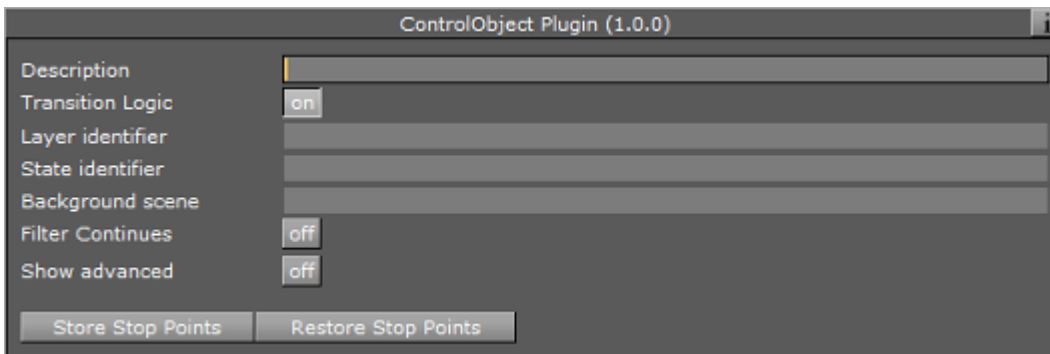 ControlObject Plugin (1.0.0) i
Description
Transition Logic on
Layer identifier
State identifier
Background scene
Filter Continues off
Show advanced off
Store Stop Points Restore Stop Points